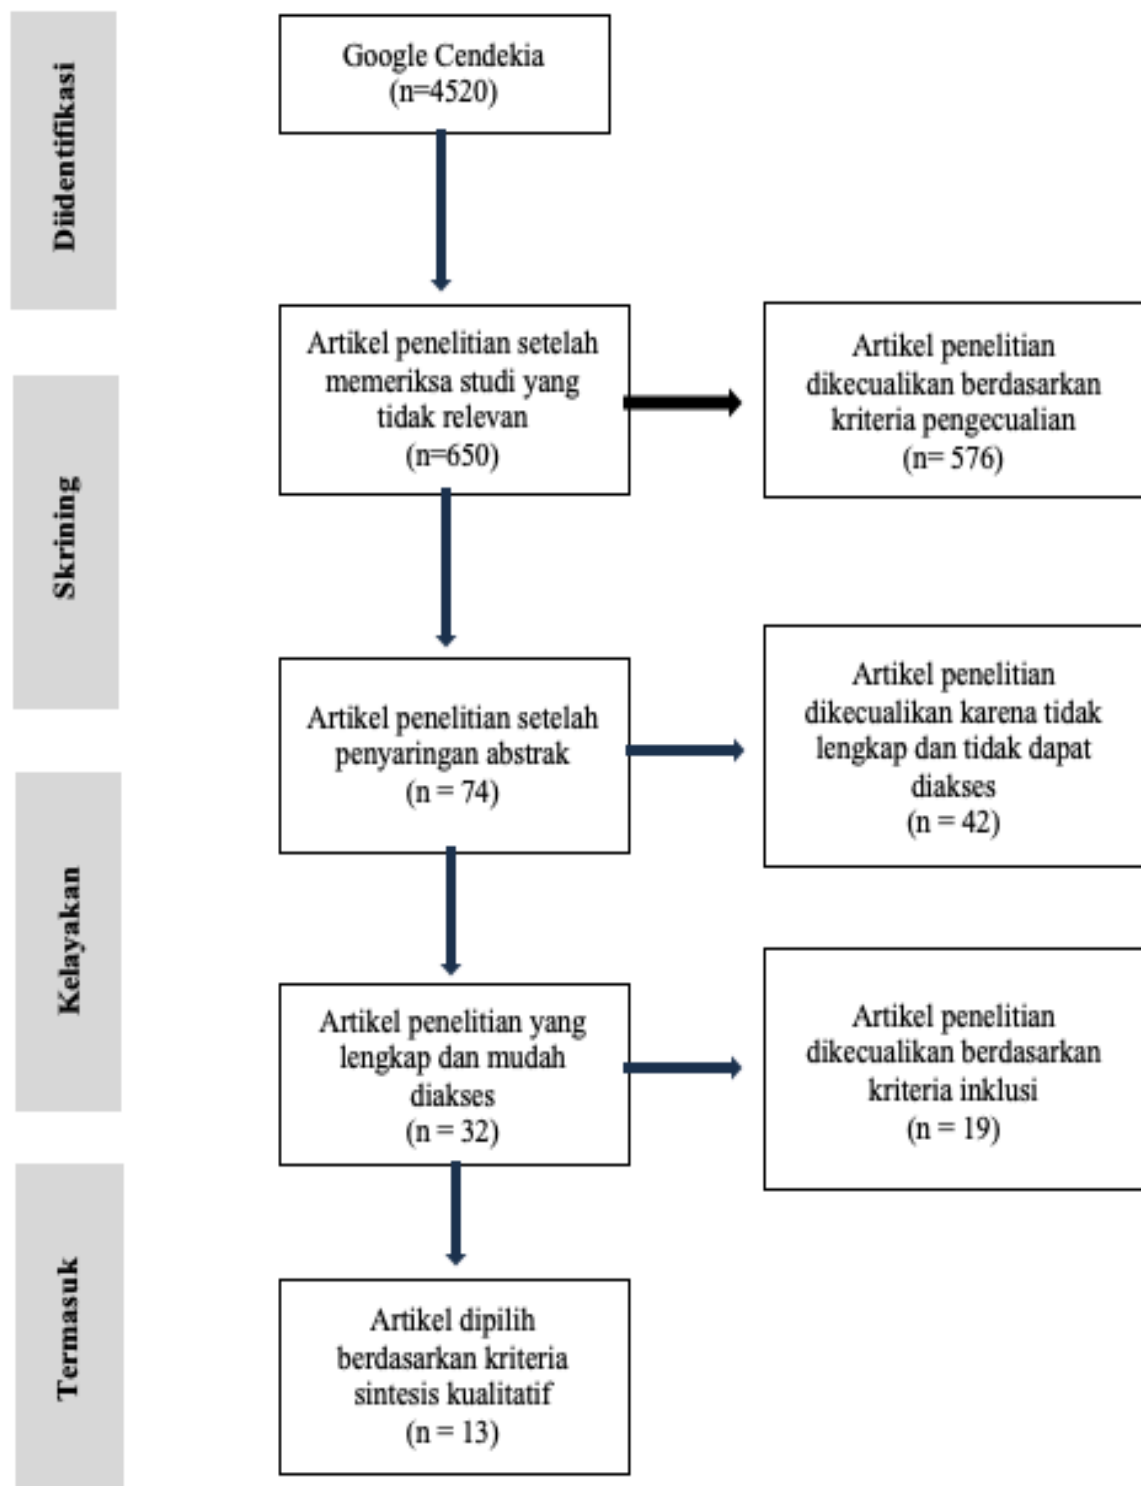 Diidentifikasi
Google Cendekia
(n=4520)
Skrining
Artikel penelitian setelah
memeriksa studi yang
tidak relevan
(n=650)
Artikel penelitian
dikecualikan berdasarkan
kriteria pengecualian
(n= 576)
Artikel penelitian setelah
penyaringan abstrak
(n = 74)
Artikel penelitian
dikecualikan karena tidak
lengkap dan tidak dapat
diakses
(n = 42)
Kelayakan
Artikel penelitian yang
lengkap dan mudah
diakses
(n = 32)
Artikel penelitian
dikecualikan berdasarkan
kriteria inklusi
(n = 19)
Termasuk
Artikel dipilih
berdasarkan kriteria
sintesis kualitatif
(n = 13)